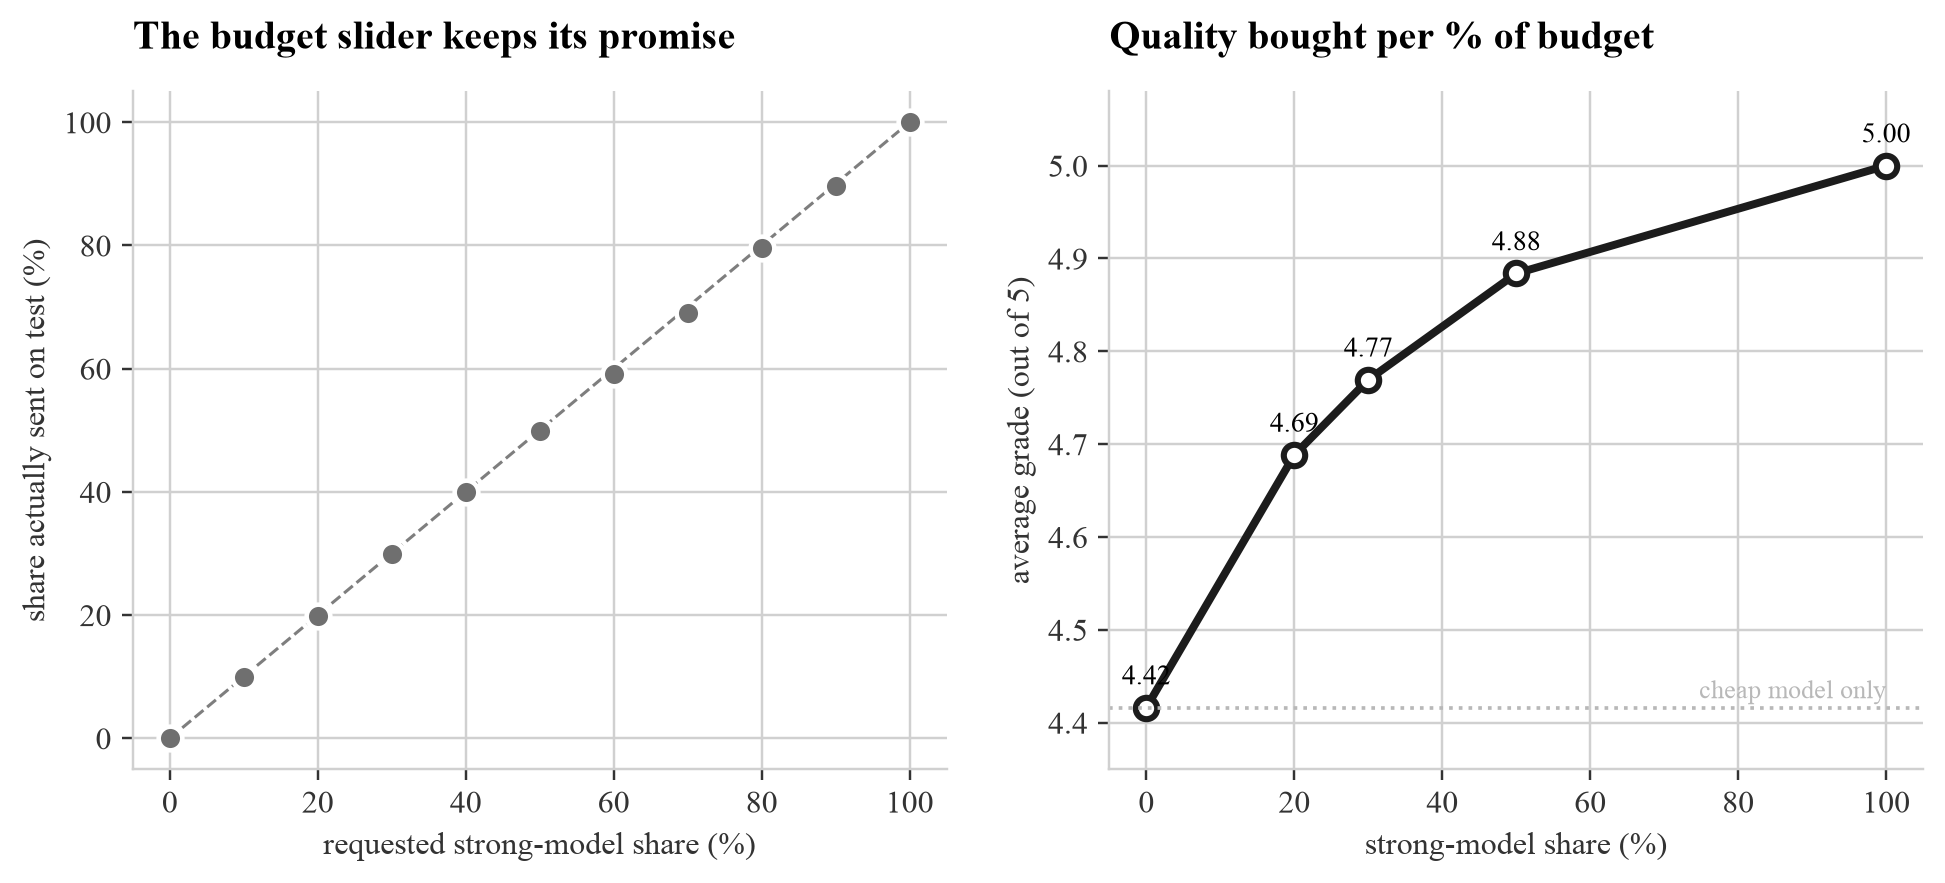 The budget slider keeps its promise
share actually sent on test (%)
100
80
60
40
20
0
0 20 40 60 80 100
requested strong-model share (%)
Quality bought per % of budget
average grade (out of 5)
5.0
4.9
4.8
4.7
4.6
4.5
4.4
5.00
4.88
4.77
4.69
4.42
cheap model only
0 20 40 60 80 100
strong-model share (%)